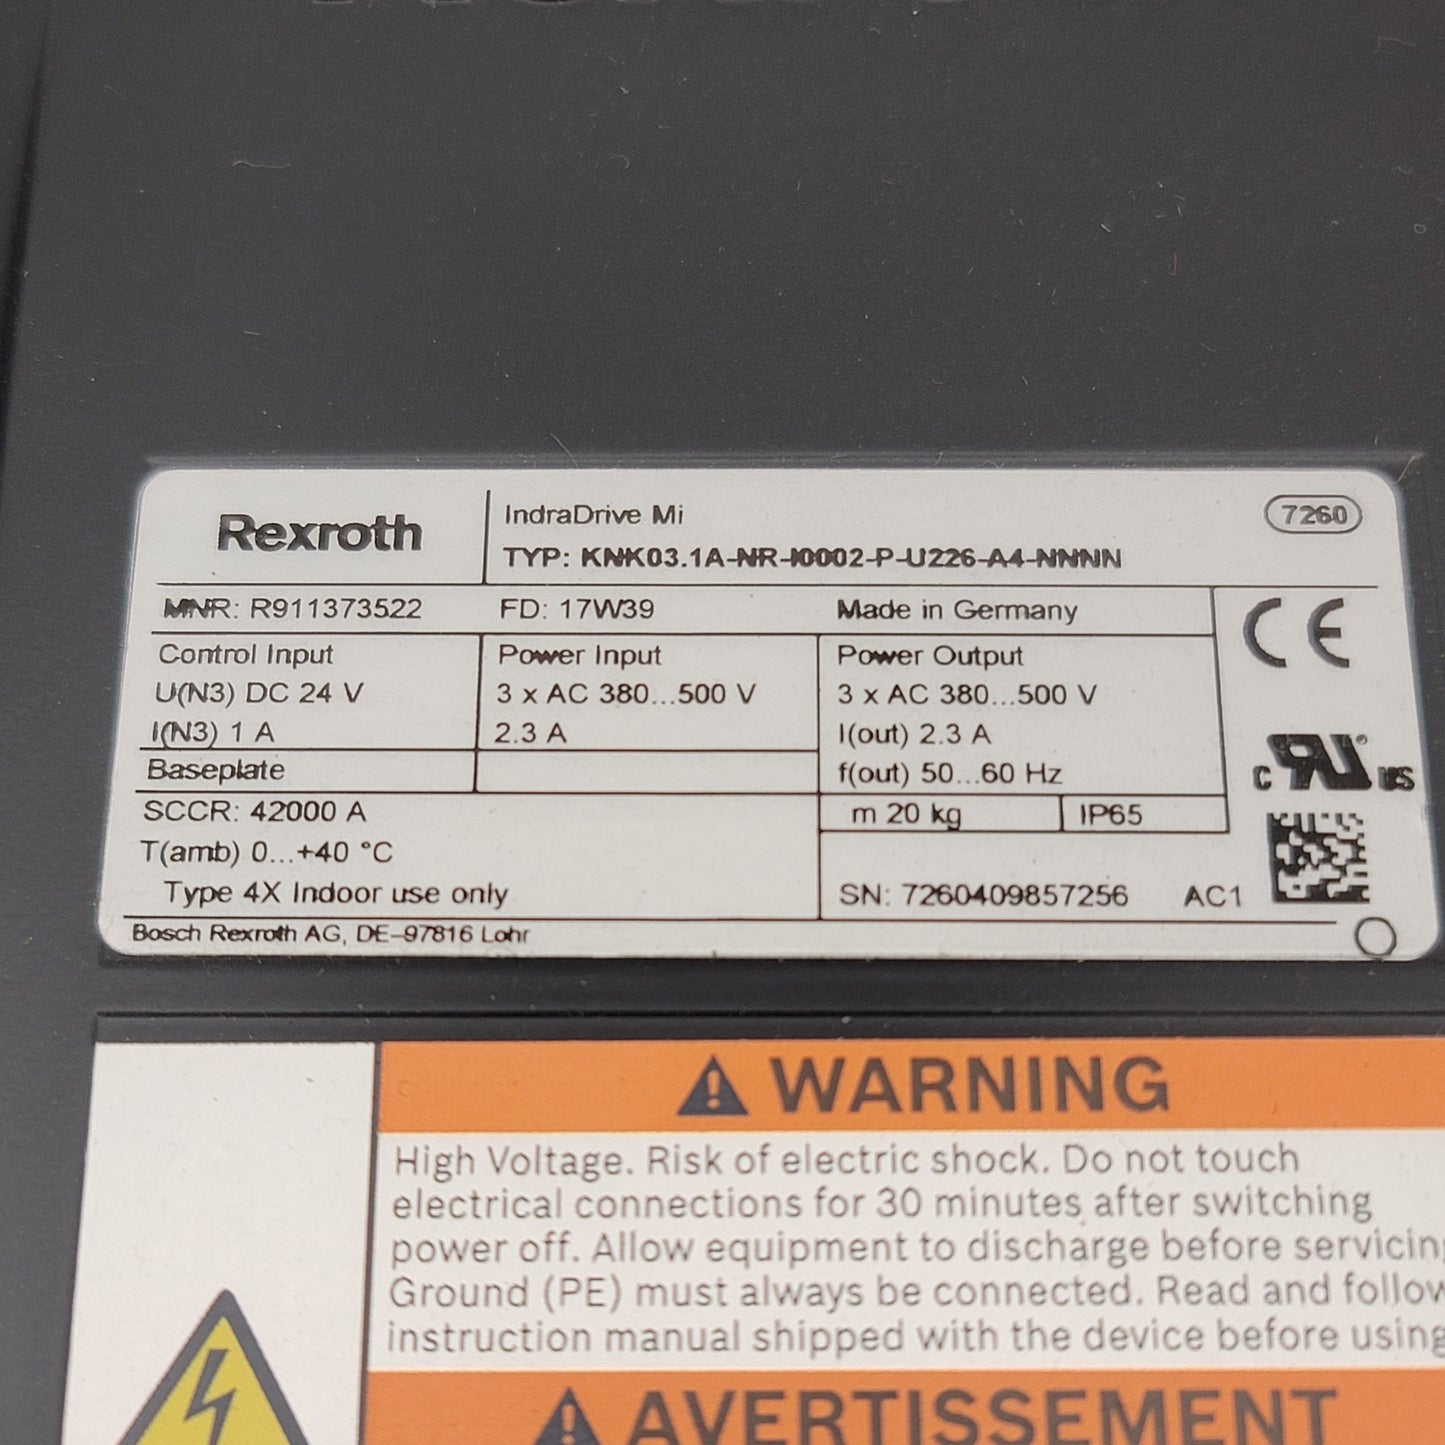 Rexroth
IndraDrive Mi
7260
TYP: KNK03.1A-NR-I0002-P-U226-A4-NNNN
MNR: R911373522 FD: 17W39 Made in Germany
CE
Control Input Power Input Power Output
U(N3) DC 24 V 3 x AC 380...500 V 3 x AC 380...500 V
I(N3) 1 A 2.3 A I(out) 2.3 A
Baseplate f(out) 50...60 Hz
c RU US
SCCR: 42000 A m 20 kg IP65
T(amb) 0...+40 °C
Type 4X Indoor use only SN: 7260409857256 AC1
Bosch Rexroth AG, DE-97816 Lohr
WARNING
High Voltage. Risk of electric shock. Do not touch
electrical connections for 30 minutes after switching
power off. Allow equipment to discharge before servicin
Ground (PE) must always be connected. Read and follow
instruction manual shipped with the device before using
AVERTISSEMENT